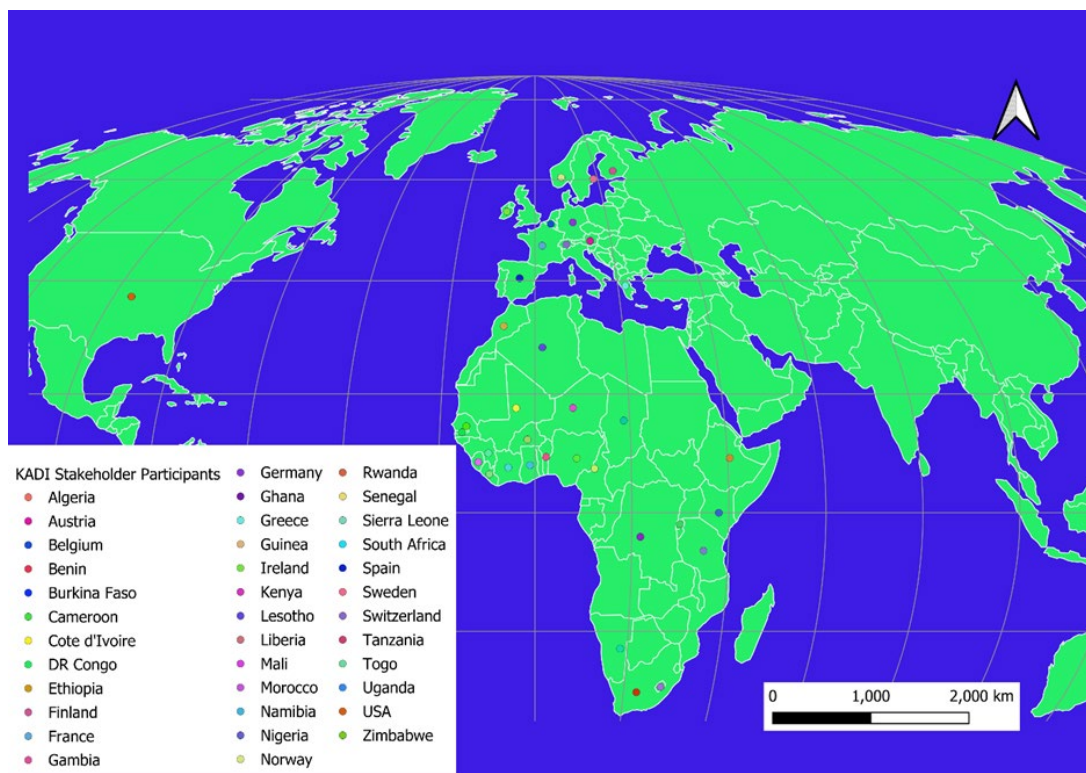 KADI Stakeholder Participants
Algeria
Austria
Belgium
Benin
Burkina Faso
Cameroon
Cote d'Ivoire
DR Congo
Ethiopia
Finland
France
Gambia
Germany
Ghana
Greece
Guinea
Ireland
Kenya
Lesotho
Liberia
Mali
Morocco
Namibia
Nigeria
Norway
Rwanda
Senegal
Sierra Leone
South Africa
Spain
Sweden
Switzerland
Tanzania
Togo
Uganda
USA
Zimbabwe
0 1,000 2,000 km